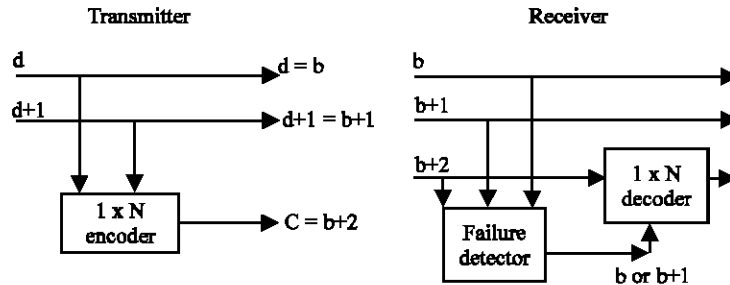 Transmitter
d
d = b
d+1
d+1 = b+1
1 x N
encoder
C = b+2
Receiver
b
b+1
b+2
1 x N
decoder
Failure
detector
b or b+1